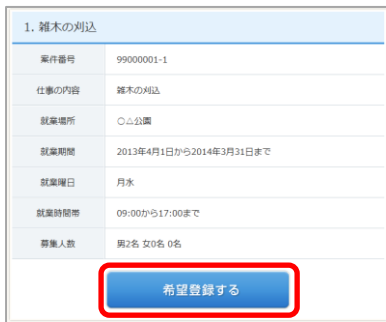 1. 雑木の刈込
案件番号 99000001-1
仕事の内容 雑木の刈込
就業場所 ○△公園
就業期間 2013年4月1日から2014年3月31日まで
就業曜日 月水
就業時間帯 09:00から17:00まで
募集人数 男2名 女0名 0名
希望登録する